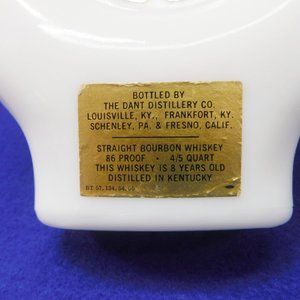 BOTTLED BY
THE DANT DISTILLERY CO.
LOUISVILLE, KY., FRANKFORT, KY.
SCHENLEY, PA. & FRESNO, CALIF.
STRAIGHT BOURBON WHISKEY
86 PROOF • 4/5 QUART
THIS WHISKEY IS 8 YEARS OLD
DISTILLED IN KENTUCKY